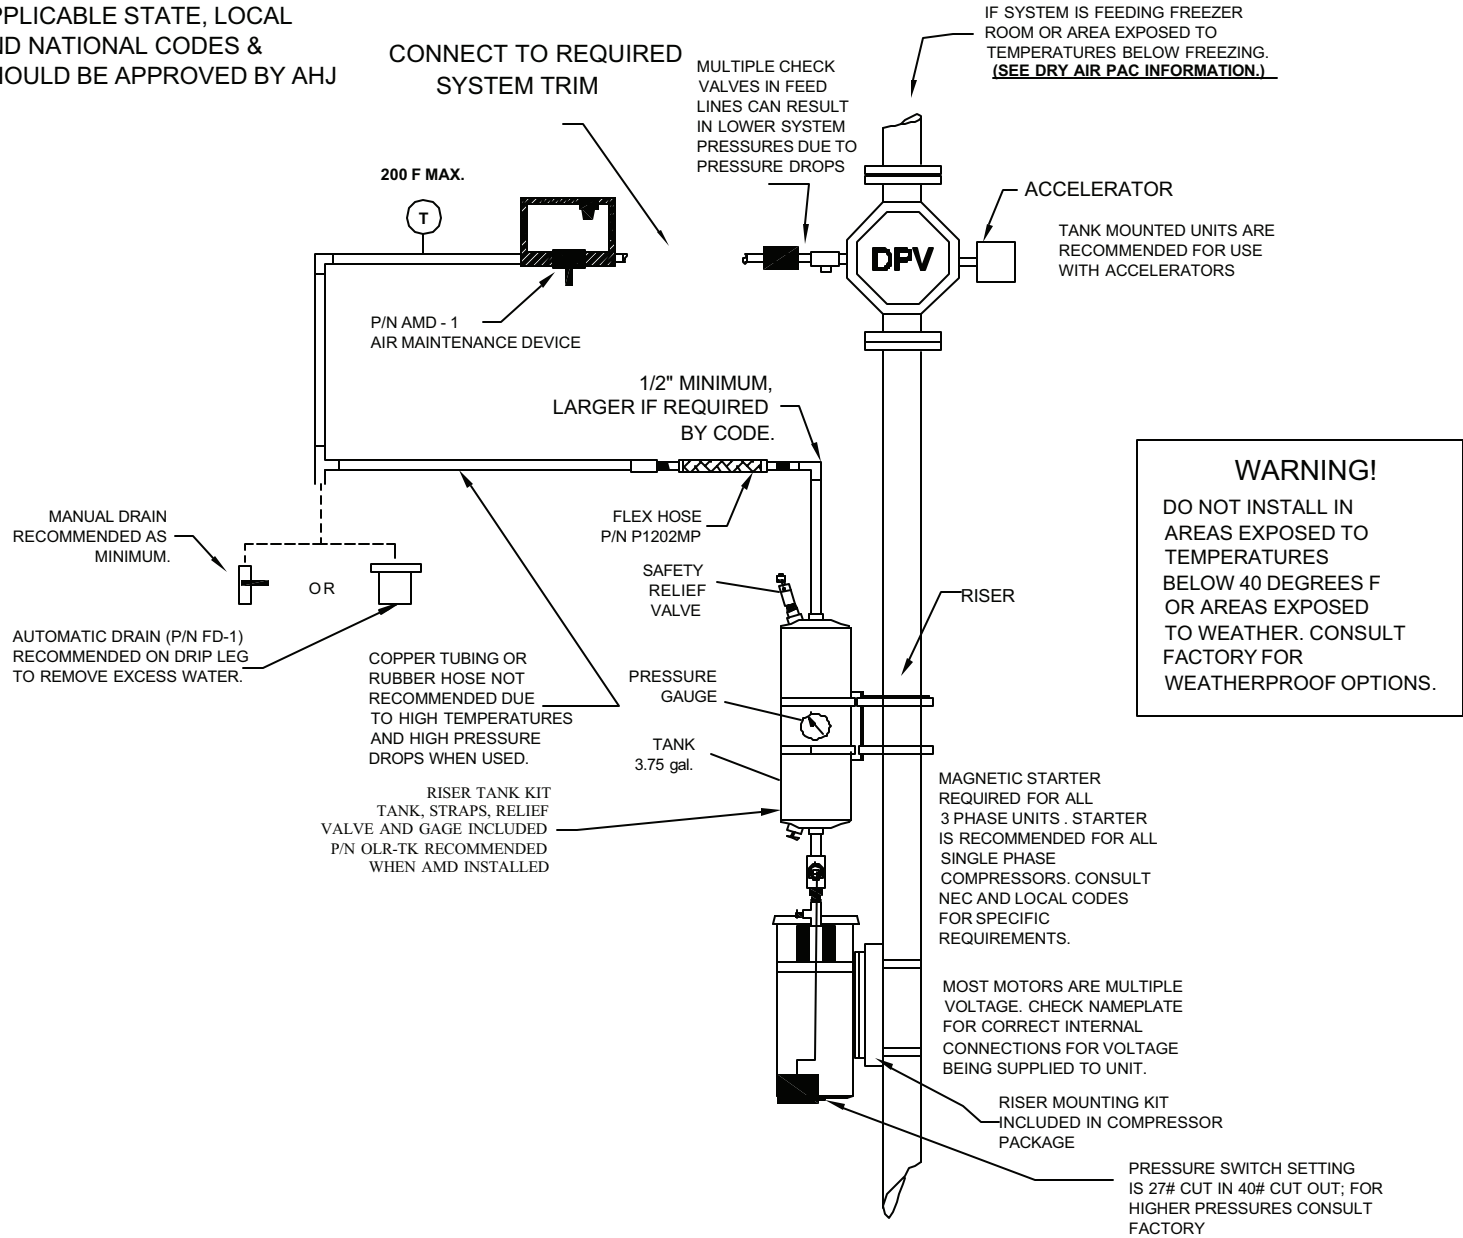 PPLICABLE STATE, LOCAL
ND NATIONAL CODES &
HOULD BE APPROVED BY AHJ
CONNECT TO REQUIRED
SYSTEM TRIM
MULTIPLE CHECK
VALVES IN FEED
LINES CAN RESULT
IN LOWER SYSTEM
PRESSURES DUE TO
PRESSURE DROPS
IF SYSTEM IS FEEDING FREEZER
ROOM OR AREA EXPOSED TO
TEMPERATURES BELOW FREEZING.
(SEE DRY AIR PAC INFORMATION.)
200 F MAX.
T
ACCELERATOR
TANK MOUNTED UNITS ARE
RECOMMENDED FOR USE
WITH ACCELERATORS
DPV
P/N AMD - 1
AIR MAINTENANCE DEVICE
1/2" MINIMUM,
LARGER IF REQUIRED
BY CODE.
WARNING!
DO NOT INSTALL IN
AREAS EXPOSED TO
TEMPERATURES
BELOW 40 DEGREES F
OR AREAS EXPOSED
TO WEATHER. CONSULT
FACTORY FOR
WEATHERPROOF OPTIONS.
MANUAL DRAIN
RECOMMENDED AS
MINIMUM.
FLEX HOSE
P/N P1202MP
OR
SAFETY
RELIEF
VALVE
RISER
AUTOMATIC DRAIN (P/N FD-1)
RECOMMENDED ON DRIP LEG
TO REMOVE EXCESS WATER.
COPPER TUBING OR
RUBBER HOSE NOT
RECOMMENDED DUE
TO HIGH TEMPERATURES
AND HIGH PRESSURE
DROPS WHEN USED.
PRESSURE
GAUGE
TANK
3.75 gal.
RISER TANK KIT
TANK, STRAPS, RELIEF
VALVE AND GAGE INCLUDED
P/N OLR-TK RECOMMENDED
WHEN AMD INSTALLED
MAGNETIC STARTER
REQUIRED FOR ALL
3 PHASE UNITS . STARTER
IS RECOMMENDED FOR ALL
SINGLE PHASE
COMPRESSORS. CONSULT
NEC AND LOCAL CODES
FOR SPECIFIC
REQUIREMENTS.
MOST MOTORS ARE MULTIPLE
VOLTAGE. CHECK NAMEPLATE
FOR CORRECT INTERNAL
CONNECTIONS FOR VOLTAGE
BEING SUPPLIED TO UNIT.
RISER MOUNTING KIT
INCLUDED IN COMPRESSOR
PACKAGE
PRESSURE SWITCH SETTING
IS 27# CUT IN 40# CUT OUT; FOR
HIGHER PRESSURES CONSULT
FACTORY